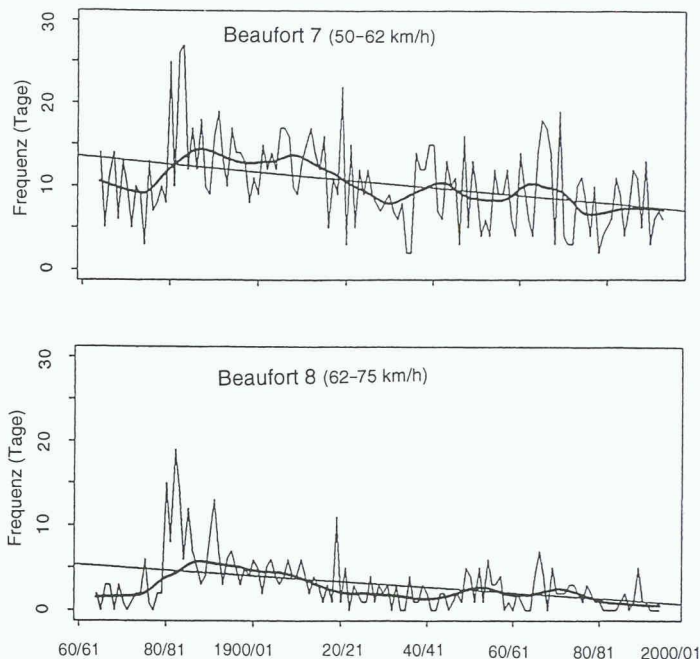 Beaufort 7 (50–62 km/h)
Frequenz (Tage)
30
20
10
0
Beaufort 8 (62–75 km/h)
Frequenz (Tage)
30
20
10
0
60/61 80/81 1900/01 20/21 40/41 60/61 80/81 2000/01